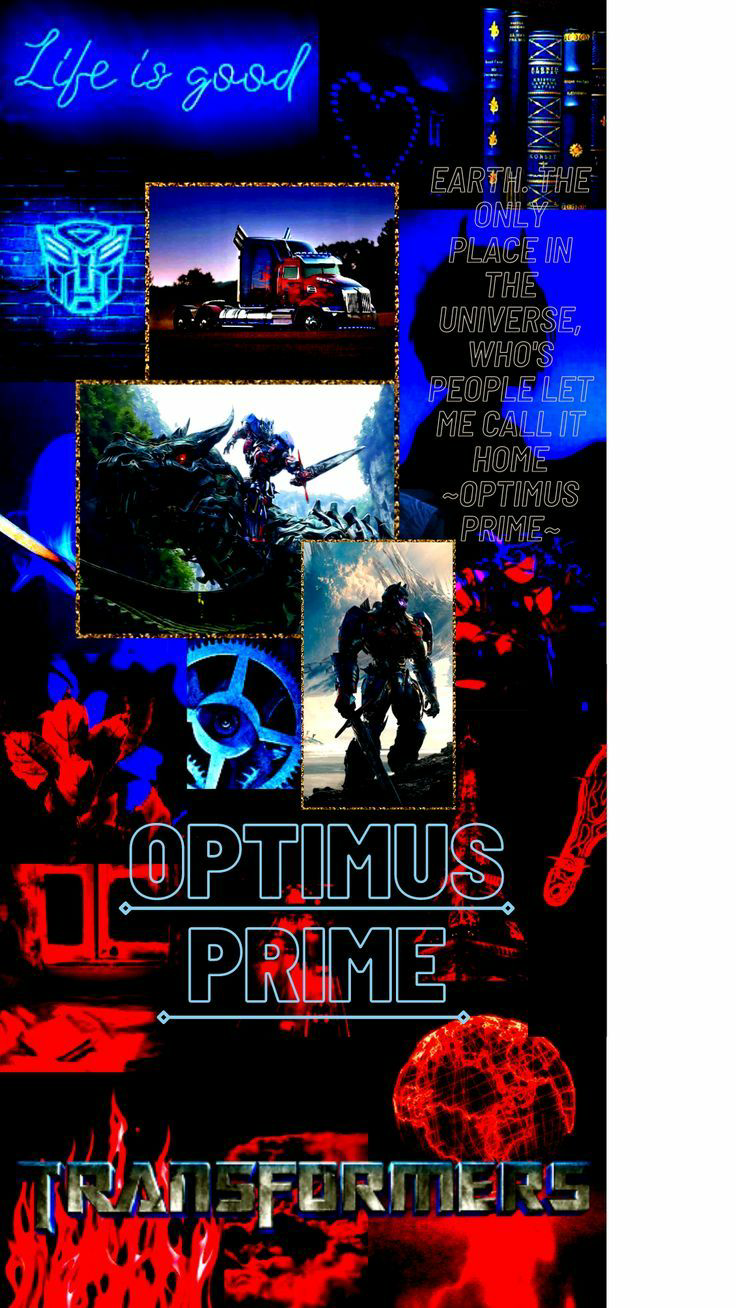 Life is good
EARTH. THE
ONLY
PLACE IN
THE
UNIVERSE,
WHO'S
PEOPLE LET
ME CALL IT
HOME
~OPTIMUS
PRIME~
OPTIMUS
PRIME
TRANSFORMERS